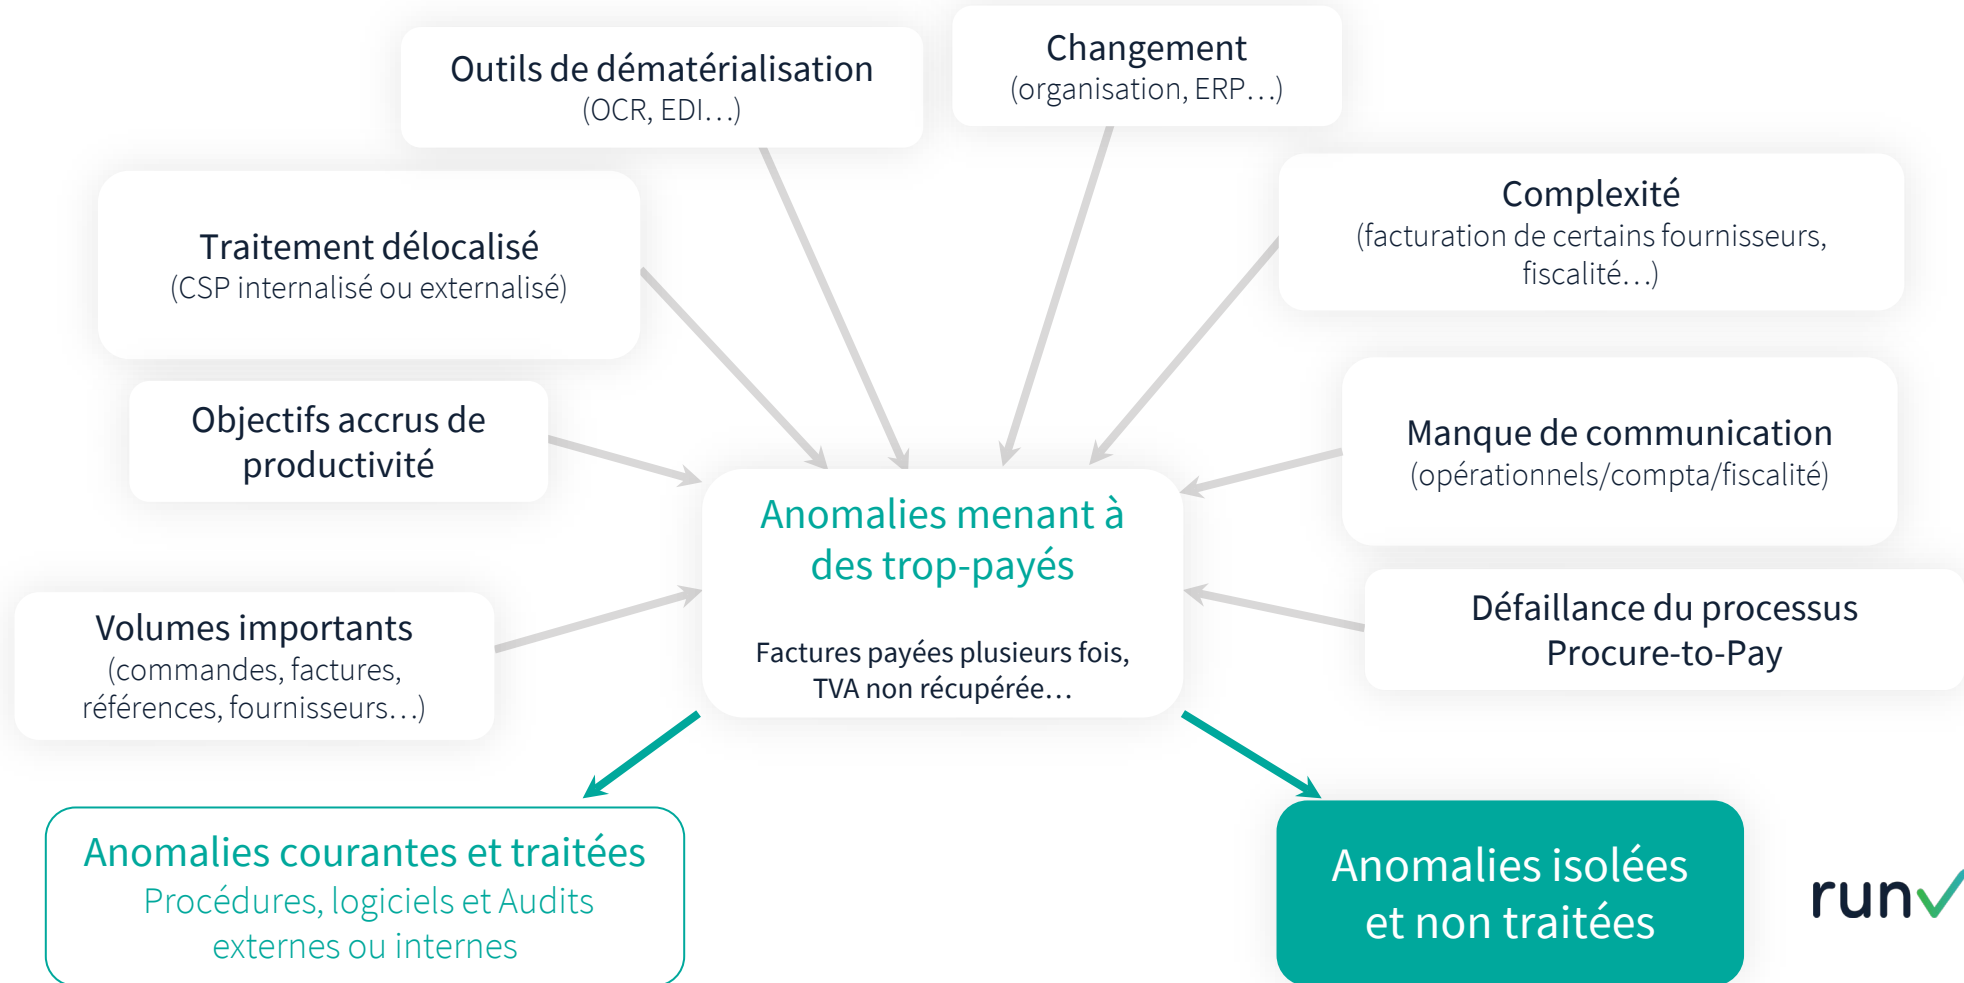 Outils de dématérialisation
(OCR, EDI…)
Changement
(organisation, ERP…)
Traitement délocalisé
(CSP internalisé ou externalisé)
Complexité
(facturation de certains fournisseurs,
fiscalité…)
Objectifs accrus de
productivité
Manque de communication
(opérationnels/compta/fiscalité)
Anomalies menant à
des trop-payés
Factures payées plusieurs fois,
TVA non récupérée…
Volumes importants
(commandes, factures,
références, fournisseurs…)
Défaillance du processus
Procure-to-Pay
Anomalies courantes et traitées
Procédures, logiciels et Audits
externes ou internes
Anomalies isolées
et non traitées
run